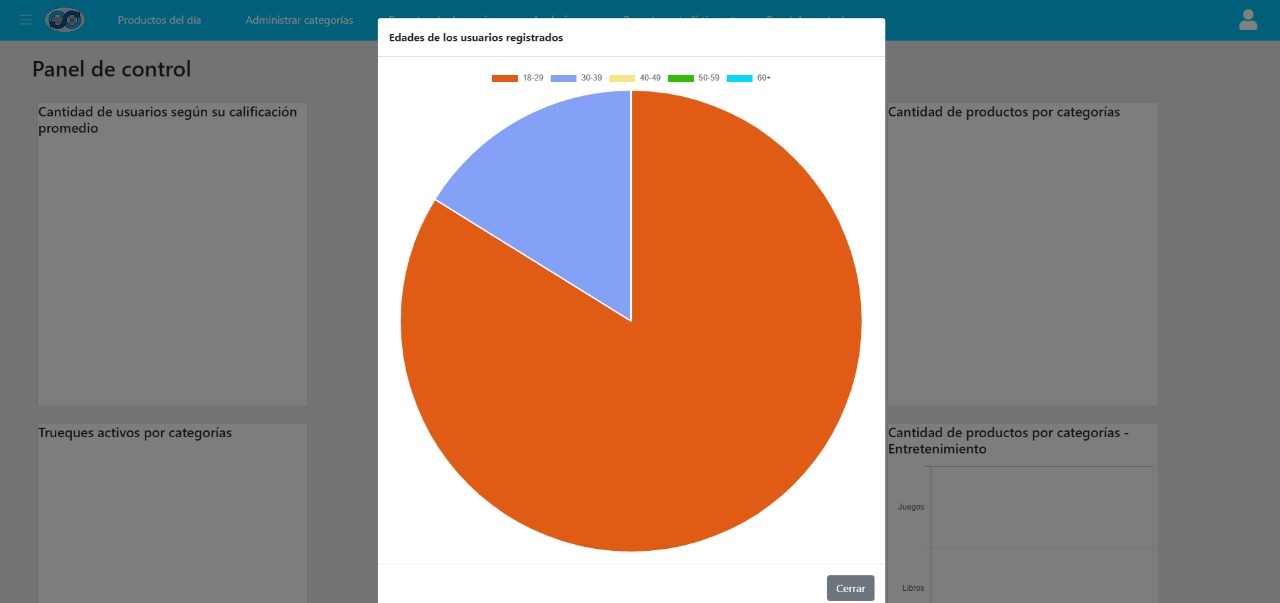 Productos del día
Administrar categorías
Edades de los usuarios registrados
18-29
30-39
40-49
50-59
60+
Panel de control
Cantidad de usuarios según su calificación
promedio
Cantidad de productos por categorías
Trueques activos por categorías
Cantidad de productos por categorías -
Entretenimiento
Juegos
Libros
Cerrar